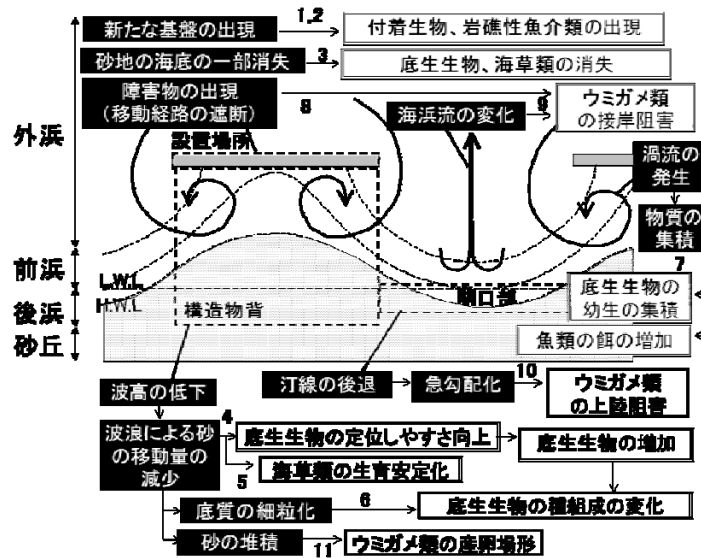 新たな基盤の出現
1,2
付着生物、岩礁性魚介類の出現
砂地の海底の一部消失
3
底生生物、海草類の消失
障害物の出現
(移動経路の遮断)
8
海浜流の変化
9
ウミガメ類
の接岸阻害
外浜
設置場所
渦流の
発生
物質の
集積
7
前浜
L.W.L
H.W.L
後浜
砂丘
構造物背
開口部
底生生物の
幼生の集積
魚類の餌の増加
波高の低下
汀線の後退
急勾配化
10
ウミガメ類
の上陸阻害
波浪による砂
の移動量の
減少
4
底生生物の定位しやすさ向上
底生生物の増加
5
海草類の生育安定化
底質の細粒化
6
底生生物の種組成の変化
砂の堆積
11
ウミガメ類の産卵場形